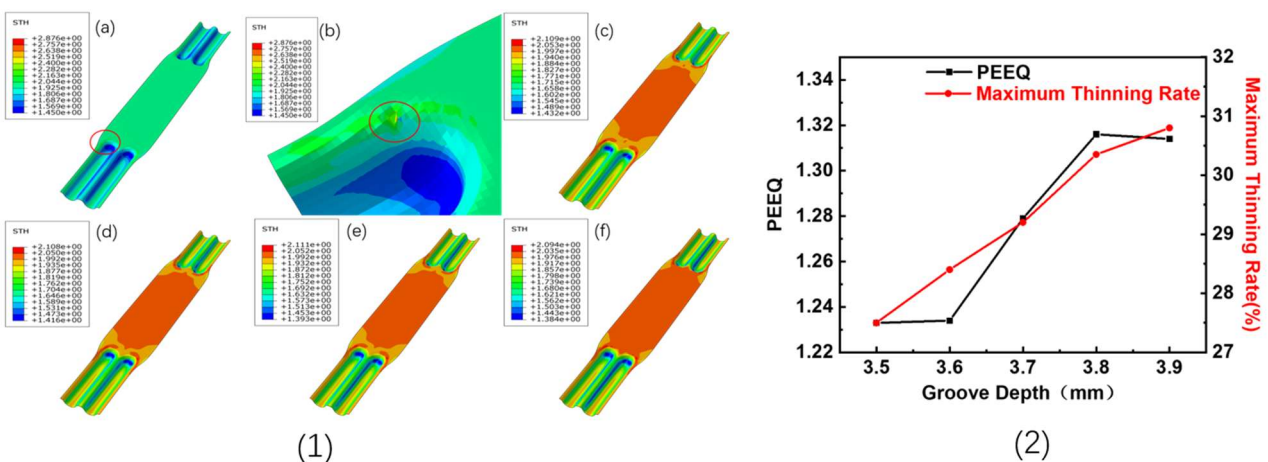 (a)
STH
+2.876e+00
+2.757e+00
+2.638e+00
+2.519e+00
+2.400e+00
+2.282e+00
+2.163e+00
+2.044e+00
+1.925e+00
+1.806e+00
+1.687e+00
+1.569e+00
+1.450e+00
(b)
STH
+2.876e+00
+2.757e+00
+2.638e+00
+2.519e+00
+2.400e+00
+2.282e+00
+2.163e+00
+2.044e+00
+1.925e+00
+1.806e+00
+1.687e+00
+1.569e+00
+1.450e+00
(c)
STH
+2.109e+00
+2.053e+00
+1.997e+00
+1.940e+00
+1.884e+00
+1.827e+00
+1.771e+00
+1.715e+00
+1.658e+00
+1.602e+00
+1.545e+00
+1.489e+00
+1.432e+00
(d)
STH
+2.108e+00
+2.050e+00
+1.992e+00
+1.935e+00
+1.877e+00
+1.819e+00
+1.762e+00
+1.704e+00
+1.646e+00
+1.589e+00
+1.531e+00
+1.473e+00
+1.416e+00
(e)
STH
+2.111e+00
+2.052e+00
+1.992e+00
+1.932e+00
+1.872e+00
+1.812e+00
+1.752e+00
+1.692e+00
+1.632e+00
+1.573e+00
+1.513e+00
+1.453e+00
+1.393e+00
(f)
STH
+2.094e+00
+2.035e+00
+1.976e+00
+1.917e+00
+1.857e+00
+1.798e+00
+1.739e+00
+1.680e+00
+1.621e+00
+1.562e+00
+1.503e+00
+1.443e+00
+1.384e+00
(1)
PEEQ
Maximum Thinning Rate
PEEQ
1.34
1.32
1.30
1.28
1.26
1.24
1.22
32
31
30
29
28
27
Maximum Thinning Rate(%)
3.5 3.6 3.7 3.8 3.9
Groove Depth（mm）
(2)